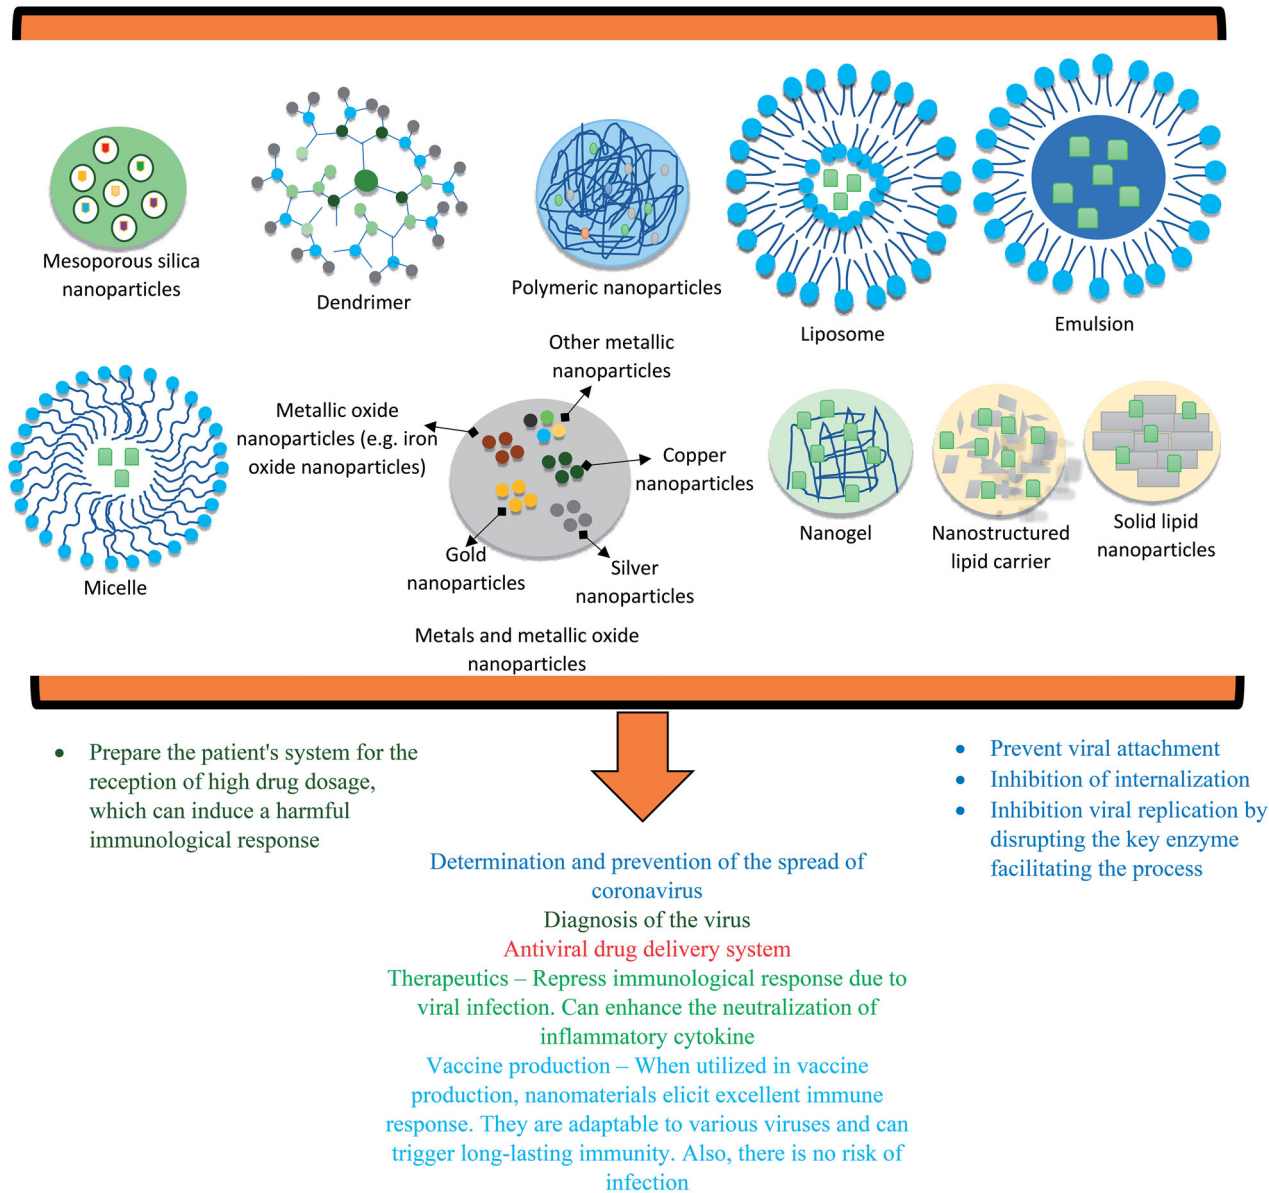 Mesoporous silica
nanoparticles
Dendrimer
Polymeric nanoparticles
Liposome
Emulsion
Micelle
Metallic oxide
nanoparticles (e.g. iron
oxide nanoparticles)
Other metallic
nanoparticles
Copper
nanoparticles
Gold
nanoparticles
Silver
nanoparticles
Metals and metallic oxide
nanoparticles
Nanogel
Nanostructured
lipid carrier
Solid lipid
nanoparticles
• Prepare the patient's system for the
reception of high drug dosage,
which can induce a harmful
immunological response
• Prevent viral attachment
• Inhibition of internalization
• Inhibition viral replication by
disrupting the key enzyme
facilitating the process
Determination and prevention of the spread of
coronavirus
Diagnosis of the virus
Antiviral drug delivery system
Therapeutics – Repress immunological response due to
viral infection. Can enhance the neutralization of
inflammatory cytokine
Vaccine production – When utilized in vaccine
production, nanomaterials elicit excellent immune
response. They are adaptable to various viruses and can
trigger long-lasting immunity. Also, there is no risk of
infection